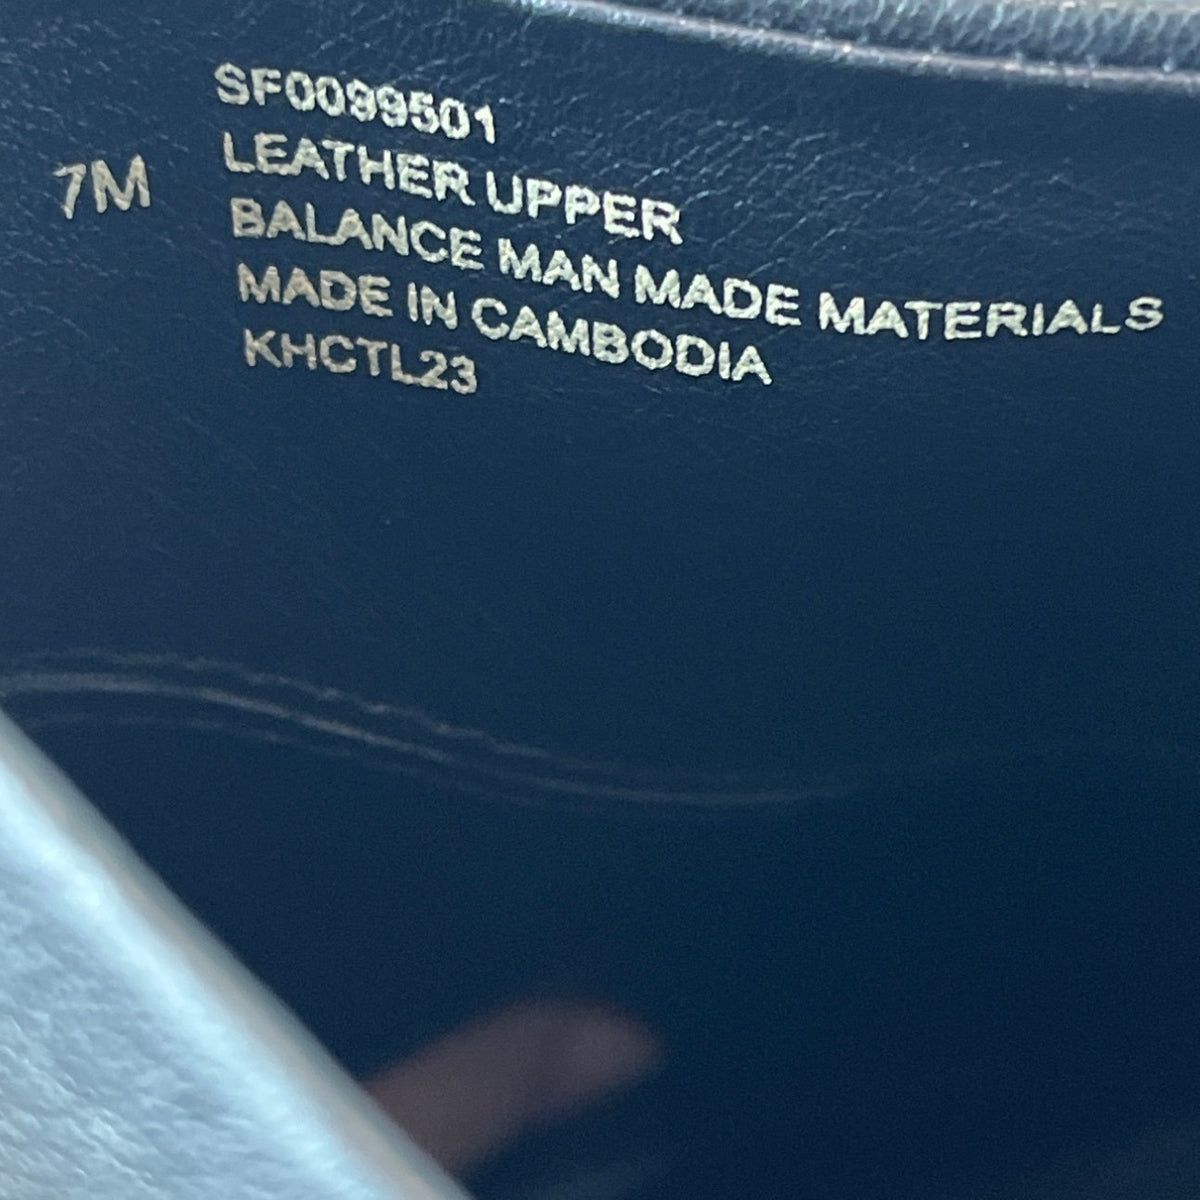 SF0099501
7M
LEATHER UPPER
BALANCE MAN MADE MATERIALS
MADE IN CAMBODIA
KHCTL23